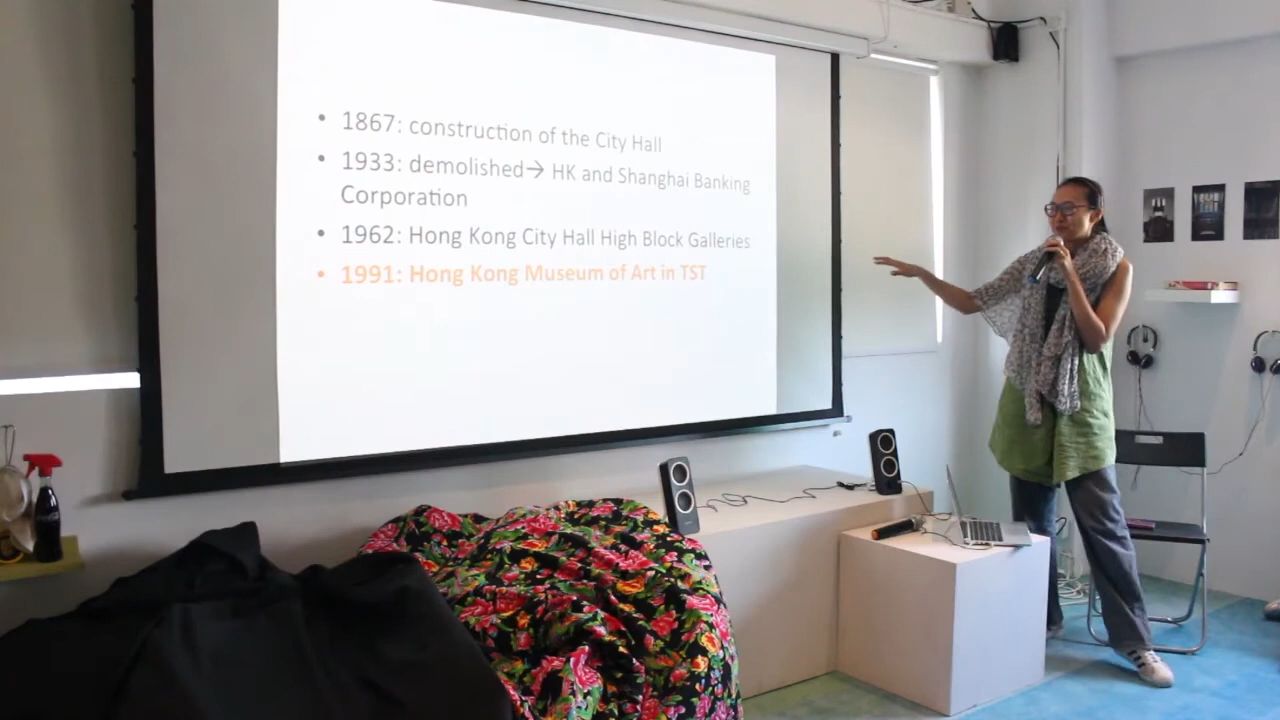 • 1867: construction of the City Hall
• 1933: demolished→ HK and Shanghai Banking
Corporation
• 1962: Hong Kong City Hall High Block Galleries
• 1991: Hong Kong Museum of Art in TST